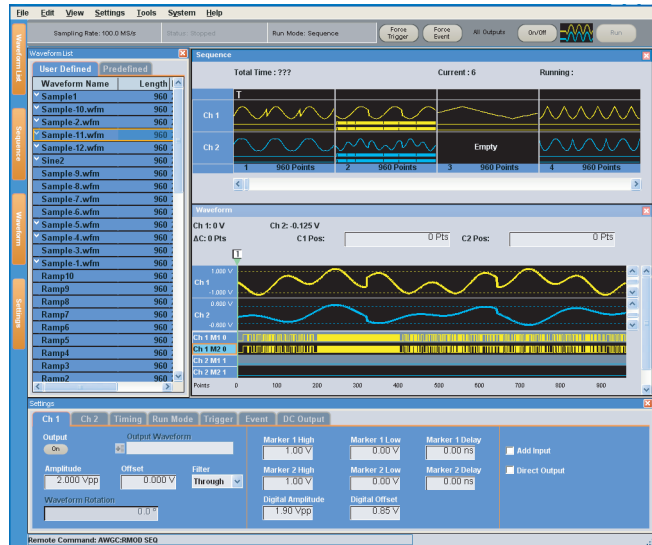 File Edit View Settings Tools System Help
Sampling Rate: 100.0 MS/s Status: Stopped Run Mode: Sequence Force Trigger Force Event All Outputs On/Off Run
Waveform List
Sequence
Waveform
Settings
Waveform List
User Defined Predefined
Waveform Name Length
Sample1 960
Sample-10.wfm 960
Sample-2.wfm 960
Sample-11.wfm 960
Sample-12.wfm 960
Sine2 960
Sample-9.wfm 960
Sample-8.wfm 960
Sample-7.wfm 960
Sample-6.wfm 960
Sample-5.wfm 960
Sample-4.wfm 960
Sample-3.wfm 960
Sample-1.wfm 960
Ramp10 960
Ramp9 960
Ramp8 960
Ramp7 960
Ramp6 960
Ramp5 960
Ramp4 960
Ramp3 960
Ramp2 960
Sequence
Total Time : ??? Current : 6 Running :
T
Ch 1
Ch 2
Empty
1 960 Points 2 960 Points 3 960 Points 4 960 Points
Waveform
Ch 1: 0 V Ch 2: -0.125 V
ΔC: 0 Pts C1 Pos: 0 Pts C2 Pos: 0 Pts
T
1.000 V
Ch 1
-1.000 V
0.600 V
Ch 2
-0.600 V
Ch 1 M1 0
Ch 1 M2 0
Ch 2 M1 1
Ch 2 M2 1
Points 0 100 200 300 400 500 600 700 800 900
Settings
Ch 1 Ch 2 Timing Run Mode Trigger Event DC Output
Output Output Waveform Marker 1 High Marker 1 Low Marker 1 Delay
On 1.00 V 0.00 V 0.00 ns Add Input
Amplitude Offset Filter Marker 2 High Marker 2 Low Marker 2 Delay Direct Output
2.000 Vpp 0.000 V Through 1.00 V 0.00 V 0.00 ns
Waveform Rotation Digital Amplitude Digital Offset
0.0 ° 1.90 Vpp 0.85 V
Remote Command: AWGC:RMOD SEQ